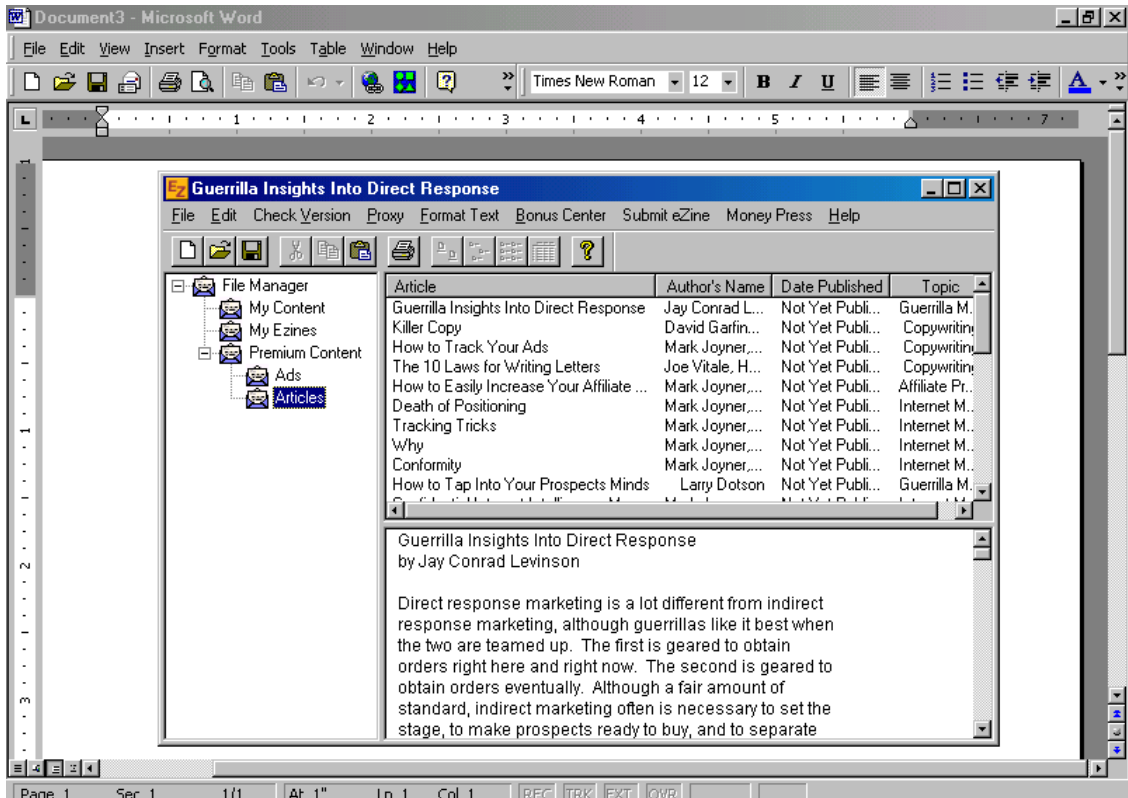 Document3 - Microsoft Word
File Edit View Insert Format Tools Table Window Help
Times New Roman 12 B I U A
1 2 3 4 5 7
EZ Guerrilla Insights Into Direct Response
File Edit Check Version Proxy Format Text Bonus Center Submit eZine Money Press Help
File Manager
My Content
My Ezines
Premium Content
Ads
Articles
Article Author's Name Date Published Topic
Guerrilla Insights Into Direct Response Jay Conrad L... Not Yet Publi... Guerrilla M.
Killer Copy David Garfin... Not Yet Publi... Copywriting
How to Track Your Ads Mark Joyner,... Not Yet Publi... Copywriting
The 10 Laws for Writing Letters Joe Vitale, H... Not Yet Publi... Copywriting
How to Easily Increase Your Affiliate ... Mark Joyner,... Not Yet Publi... Affiliate Pr...
Death of Positioning Mark Joyner,... Not Yet Publi... Internet M...
Tracking Tricks Mark Joyner,... Not Yet Publi... Internet M...
Why Mark Joyner,... Not Yet Publi... Internet M...
Conformity Mark Joyner,... Not Yet Publi... Internet M...
How to Tap Into Your Prospects Minds Larry Dotson Not Yet Publi... Guerrilla M.
Guerrilla Insights Into Direct Response
by Jay Conrad Levinson
Direct response marketing is a lot different from indirect
response marketing, although guerrillas like it best when
the two are teamed up. The first is geared to obtain
orders right here and right now. The second is geared to
obtain orders eventually. Although a fair amount of
standard, indirect marketing often is necessary to set the
stage, to make prospects ready to buy, and to separate
Page 1 Sec 1 1/1 At 1" Ln 1 Col 1 REC TRK EXT OVR